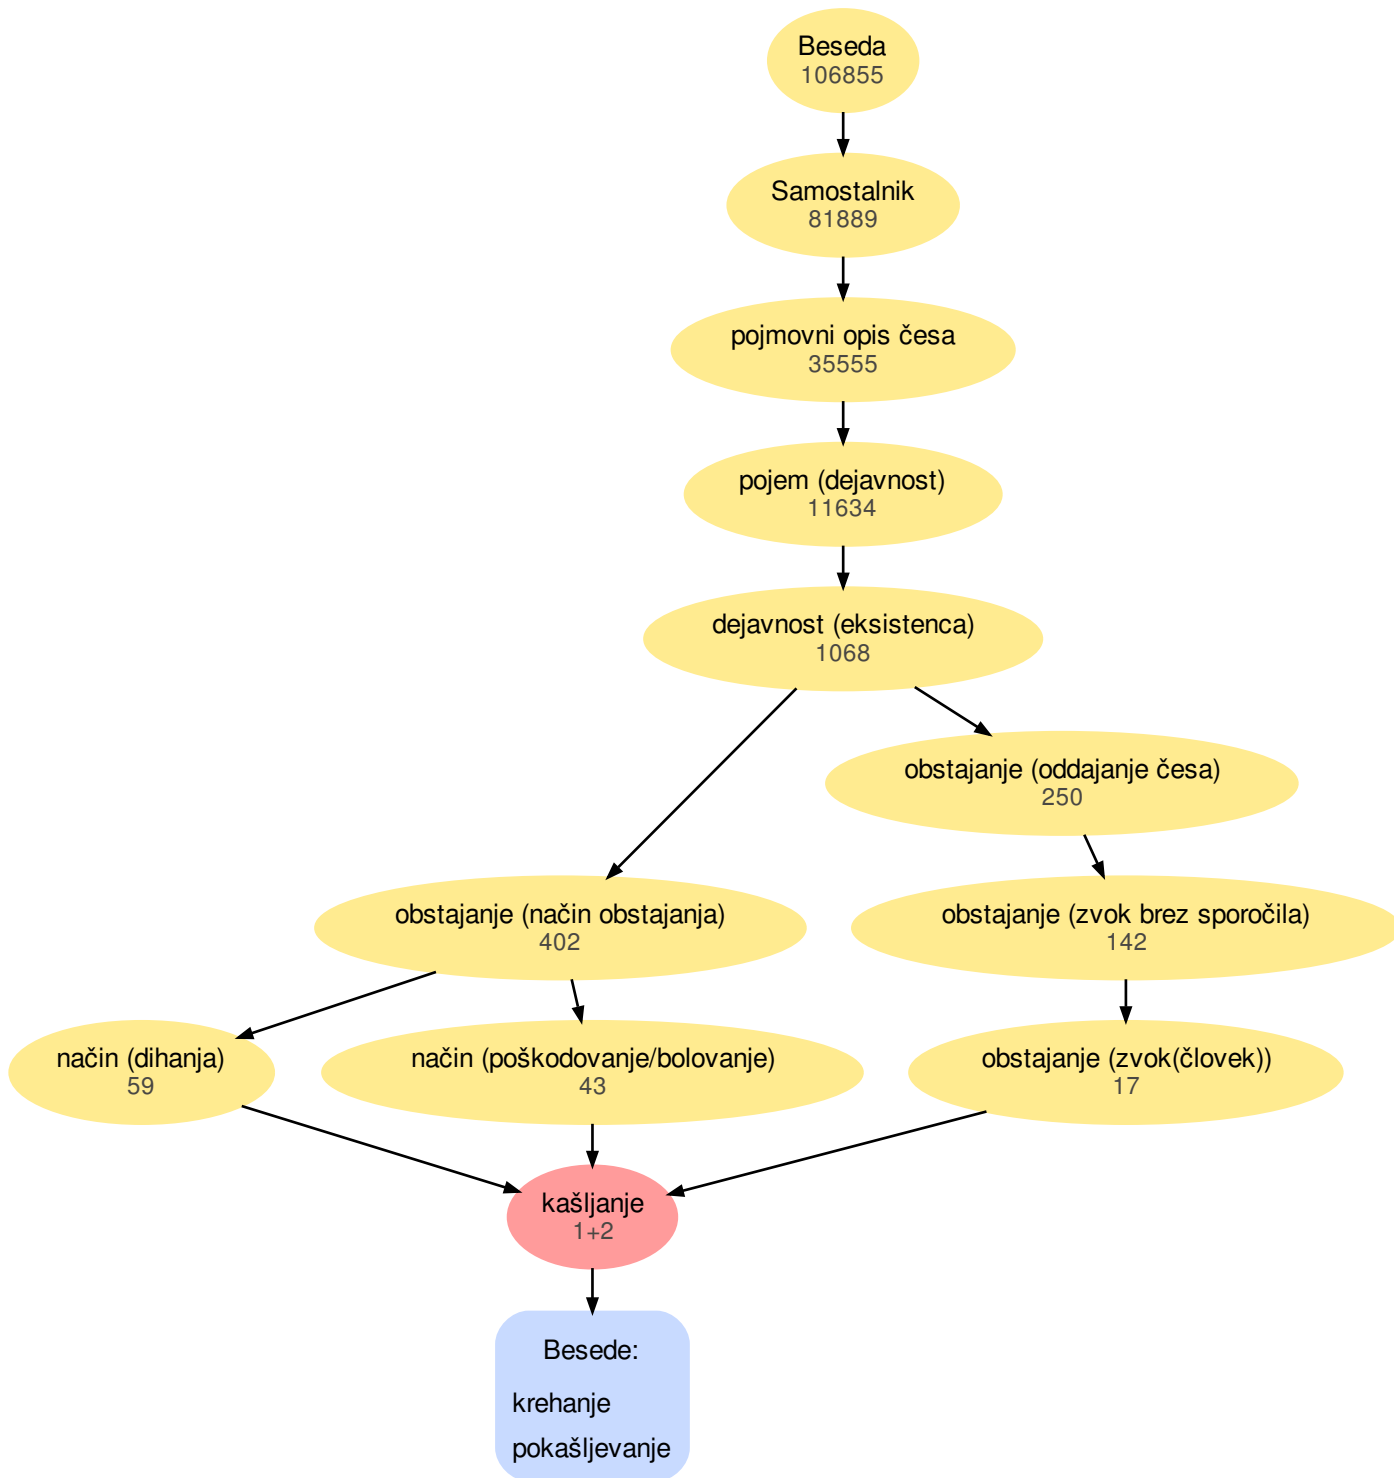 Beseda
106855
Samostalnik
81889
pojmovni opis česa
35555
pojem (dejavnost)
11634
dejavnost (eksistenca)
1068
obstajanje (oddajanje česa)
250
obstajanje (način obstajanja)
402
obstajanje (zvok brez sporočila)
142
način (dihanja)
59
način (poškodovanje/bolovanje)
43
obstajanje (zvok(človek))
17
kašljanje
1+2
Besede:
krehanje
pokašljevanje